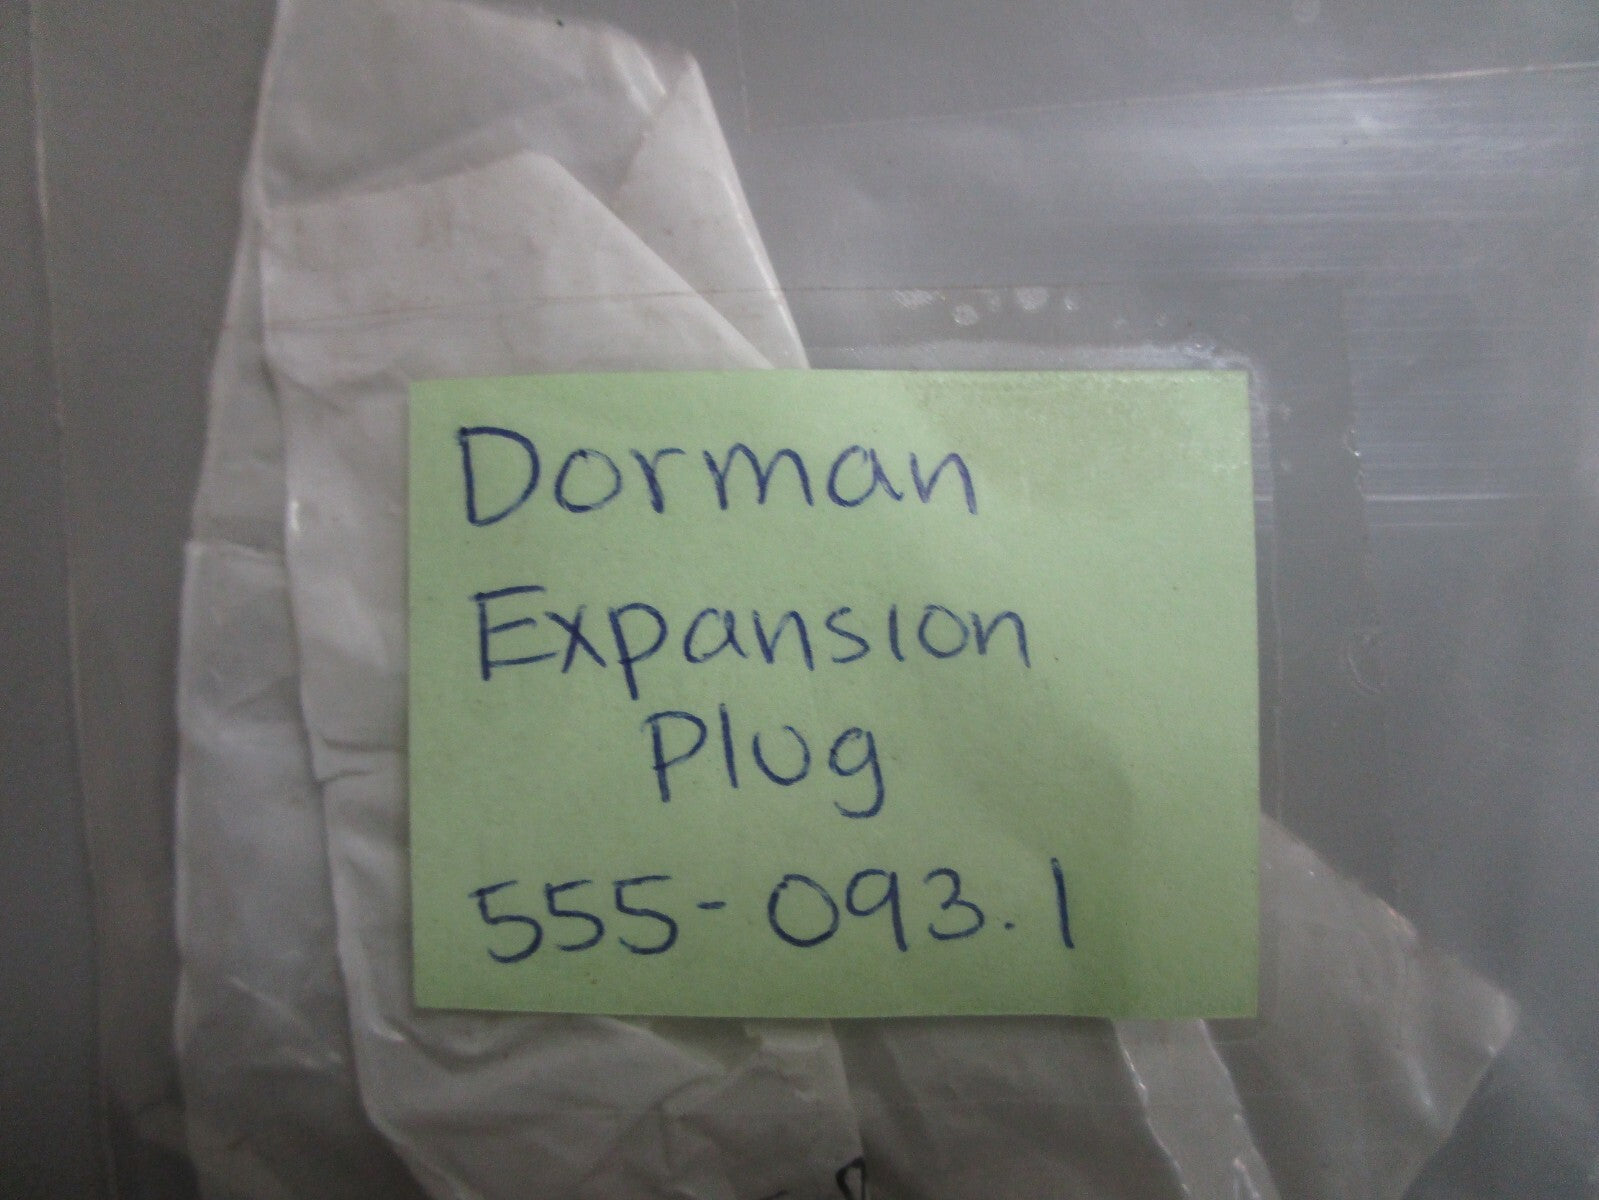 Dorman
Expansion
Plug
555-093.1